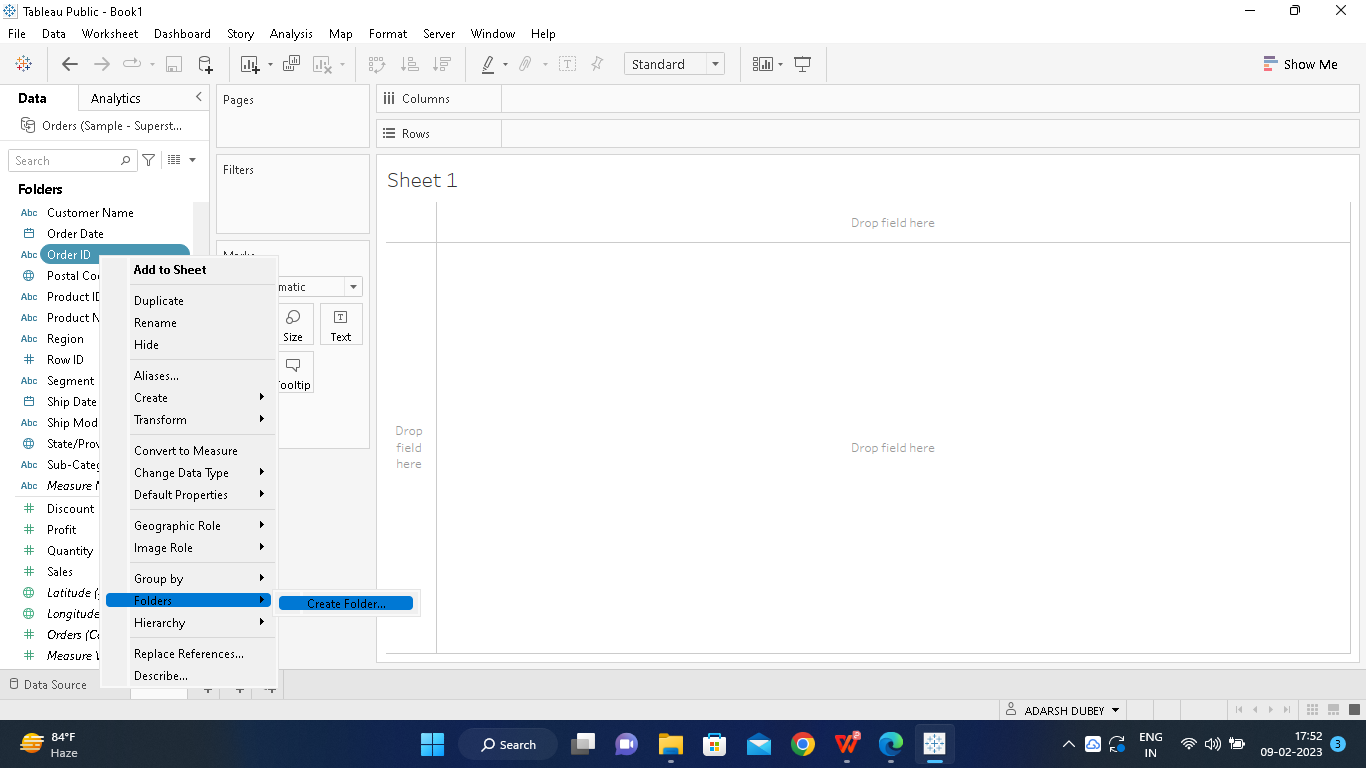 Tableau Public - Book1
File Data Worksheet Dashboard Story Analysis Map Format Server Window Help
Standard
Show Me
Data Analytics
Orders (Sample - Superst...
Search
Folders
Abc Customer Name
Order Date
Abc Order ID
Postal Co
Abc Product ID
Abc Product N
Abc Region
Row ID
Abc Segment
Ship Date
Abc Ship Mod
State/Prov
Abc Sub-Categ
Abc Measure N
Discount
Profit
Quantity
Sales
Latitude (
Longitude
Orders (Co
Measure V
Data Source
Add to Sheet
Duplicate
Rename
Hide
Aliases...
Create
Transform
Convert to Measure
Change Data Type
Default Properties
Geographic Role
Image Role
Group by
Folders
Create Folder...
Hierarchy
Replace References...
Describe...
Pages
Filters
Marks
matic
Size
Text
ooltip
Columns
Rows
Sheet 1
Drop field here
Drop
field
here
Drop field here
ADARSH DUBEY
84°F
Haze
Search
ENG
IN
17:52
09-02-2023
3